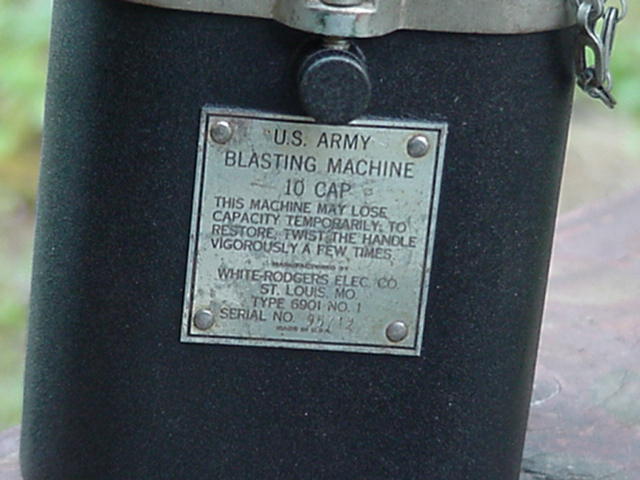 U.S. ARMY
BLASTING MACHINE
10 CAP
THIS MACHINE MAY LOSE
CAPACITY TEMPORARILY; TO
RESTORE, TWIST THE HANDLE
VIGOROUSLY A FEW TIMES.
MANUFACTURED BY
WHITE-RODGERS ELEC. CO.
ST. LOUIS, MO.
TYPE 6901 NO. 1
SERIAL NO.
MADE IN U.S.A.